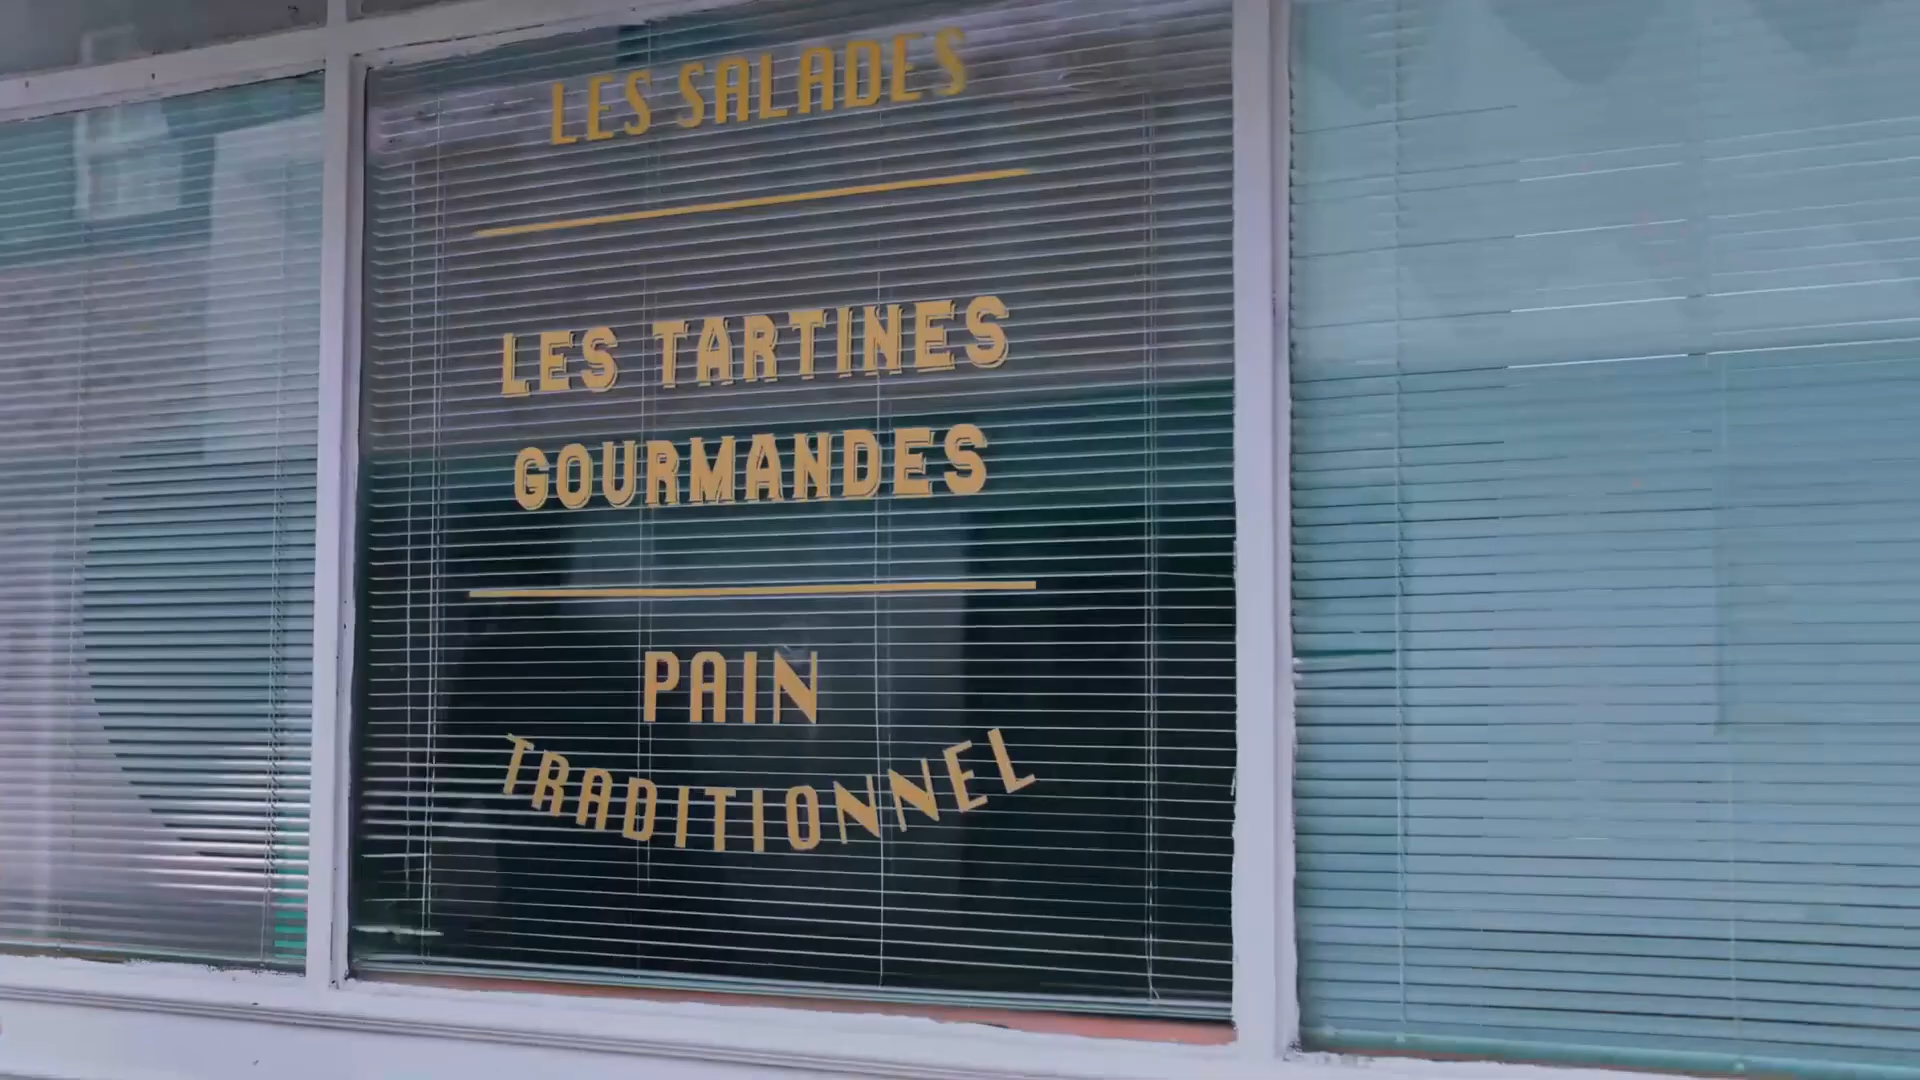 LES SALADES
LES TARTINES
GOURMANDES
PAIN
TRADITIONNEL